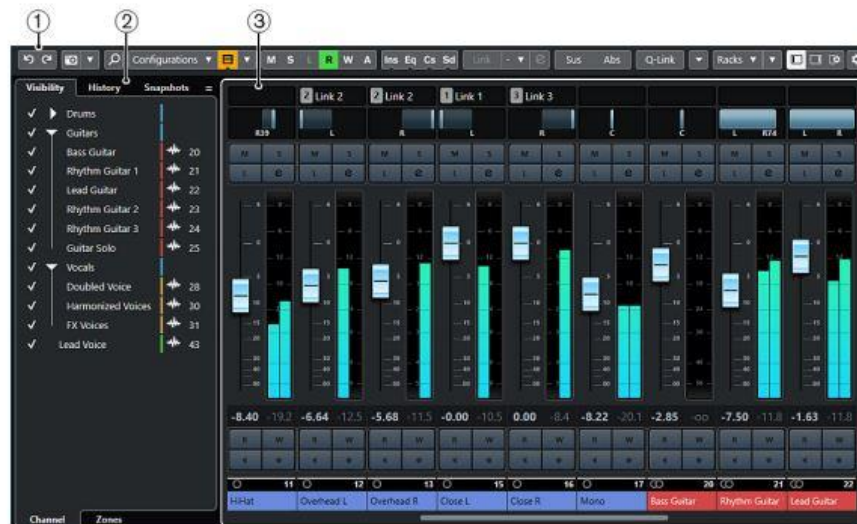 1 2 3
Configurations M S L R W A Ins Eq Cs Sd Link - Sus Abs Q-Link Racks
Visibility History Snapshots
2 Link 2 2 Link 2 1 Link 1 3 Link 3
R39 L R L R C C L R74 L R
Drums
Guitars
Bass Guitar 20
Rhythm Guitar 1 21
Lead Guitar 22
Rhythm Guitar 2 23
Rhythm Guitar 3 24
Guitar Solo 25
Vocals
Doubled Voice 28
Harmonized Voices 30
FX Voices 31
Lead Voice 43
-8.40 -19.2 -6.64 -12.5 -5.68 -11.5 -0.00 -10.5 0.00 -8.4 -8.22 -20.1 -2.85 -oo -7.50 -11.8 -1.63 -11.8
11 12 13 15 16 17 20 21 22
HiHat Overhead L Overhead R Close L Close R Mono Bass Guitar Rhythm Guitar Lead Guitar
Channel Zones